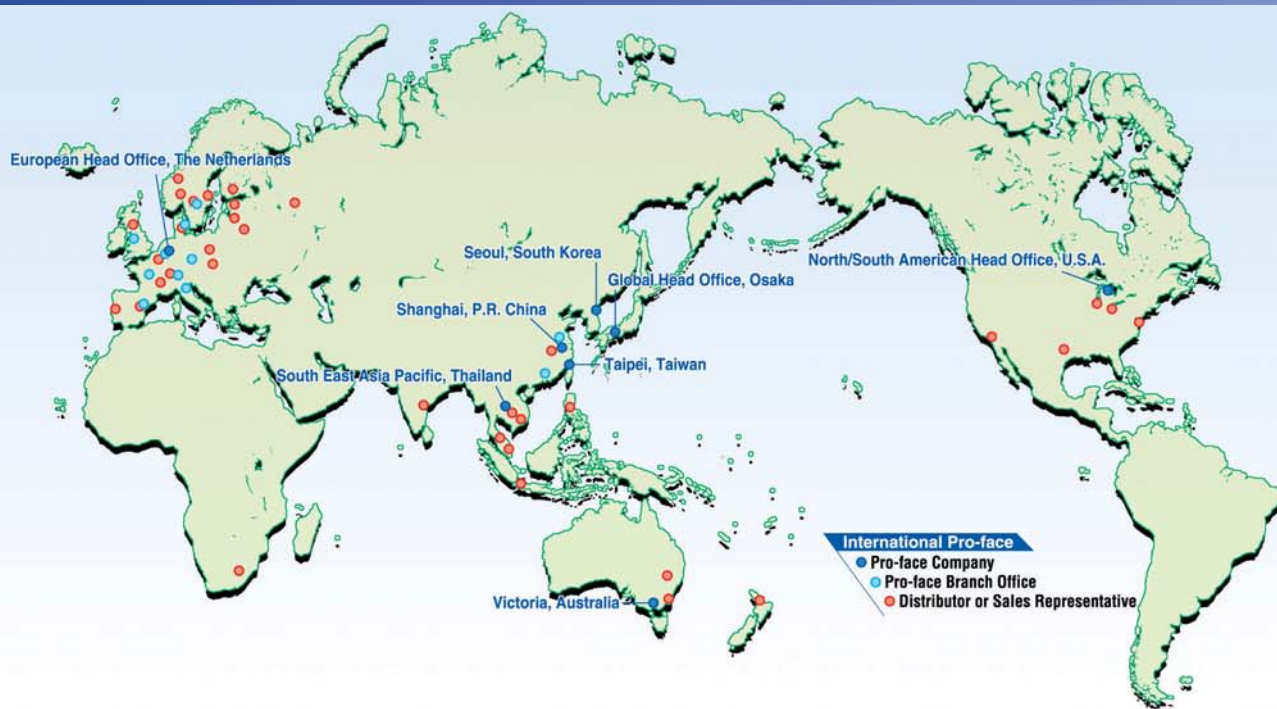 European Head Office, The Netherlands
Seoul, South Korea
Global Head Office, Osaka
North/South American Head Office, U.S.A.
Shanghai, P.R. China
Taipei, Taiwan
South East Asia Pacific, Thailand
Victoria, Australia
International Pro-face
Pro-face Company
Pro-face Branch Office
Distributor or Sales Representative